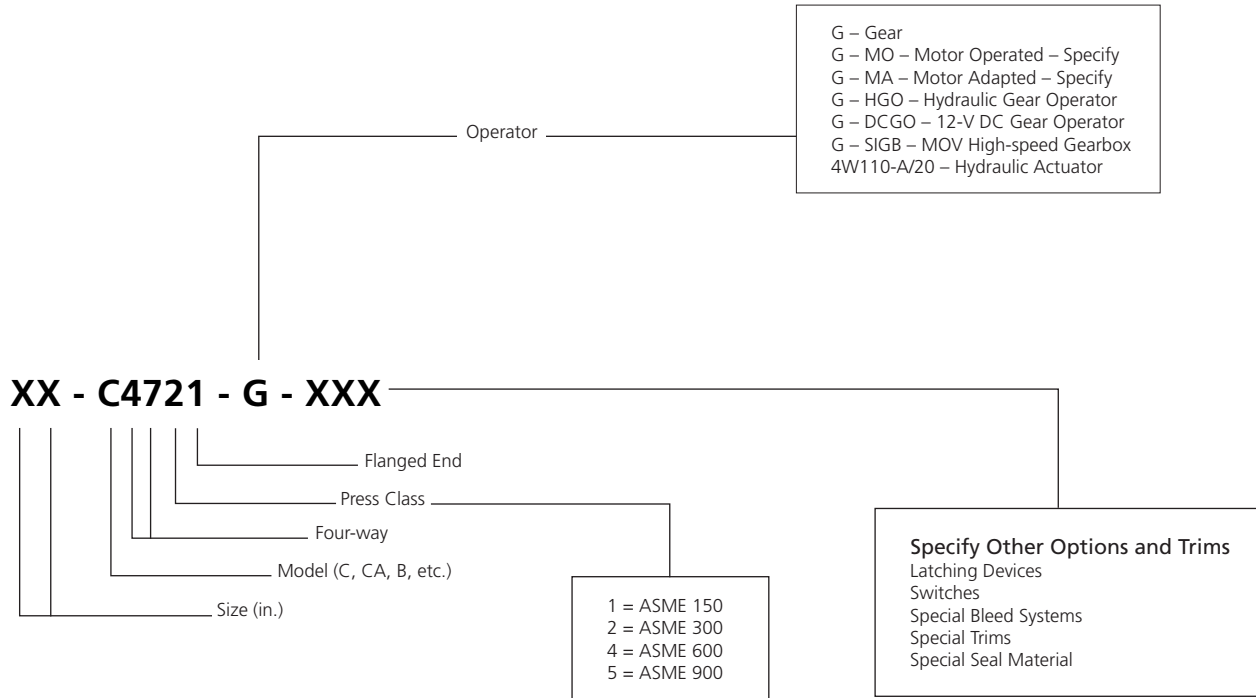 G – Gear
G – MO – Motor Operated – Specify
G – MA – Motor Adapted – Specify
G – HGO – Hydraulic Gear Operator
G – DCGO – 12-V DC Gear Operator
G – SIGB – MOV High-speed Gearbox
4W110-A/20 – Hydraulic Actuator
Operator
XX - C4721 - G - XXX
Flanged End
Press Class
Four-way
Model (C, CA, B, etc.)
Size (in.)
1 = ASME 150
2 = ASME 300
4 = ASME 600
5 = ASME 900
Specify Other Options and Trims
Latching Devices
Switches
Special Bleed Systems
Special Trims
Special Seal Material